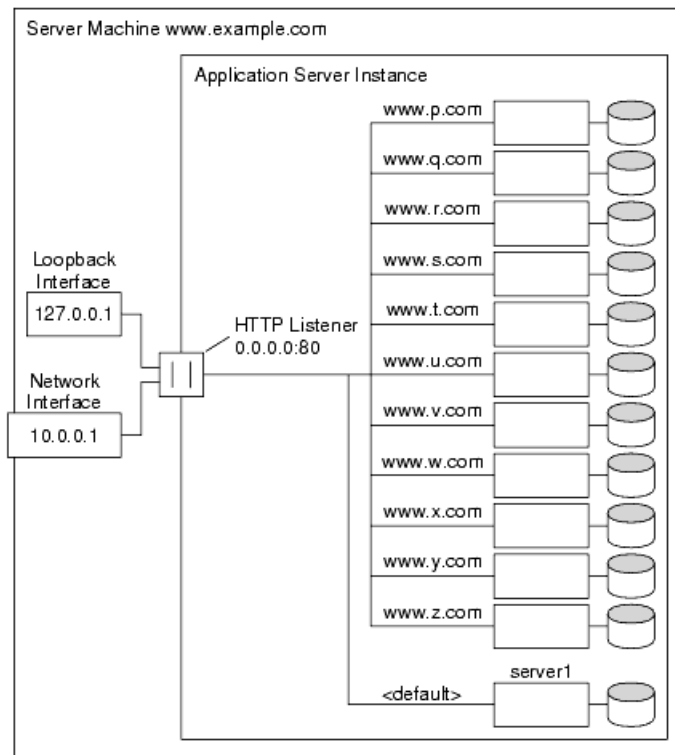 Server Machine www.example.com
Application Server Instance
www.p.com
www.q.com
www.r.com
www.s.com
www.t.com
www.u.com
www.v.com
www.w.com
www.x.com
www.y.com
www.z.com
Loopback
Interface
127.0.0.1
HTTP Listener
0.0.0.0:80
Network
Interface
10.0.0.1
server1
<default>